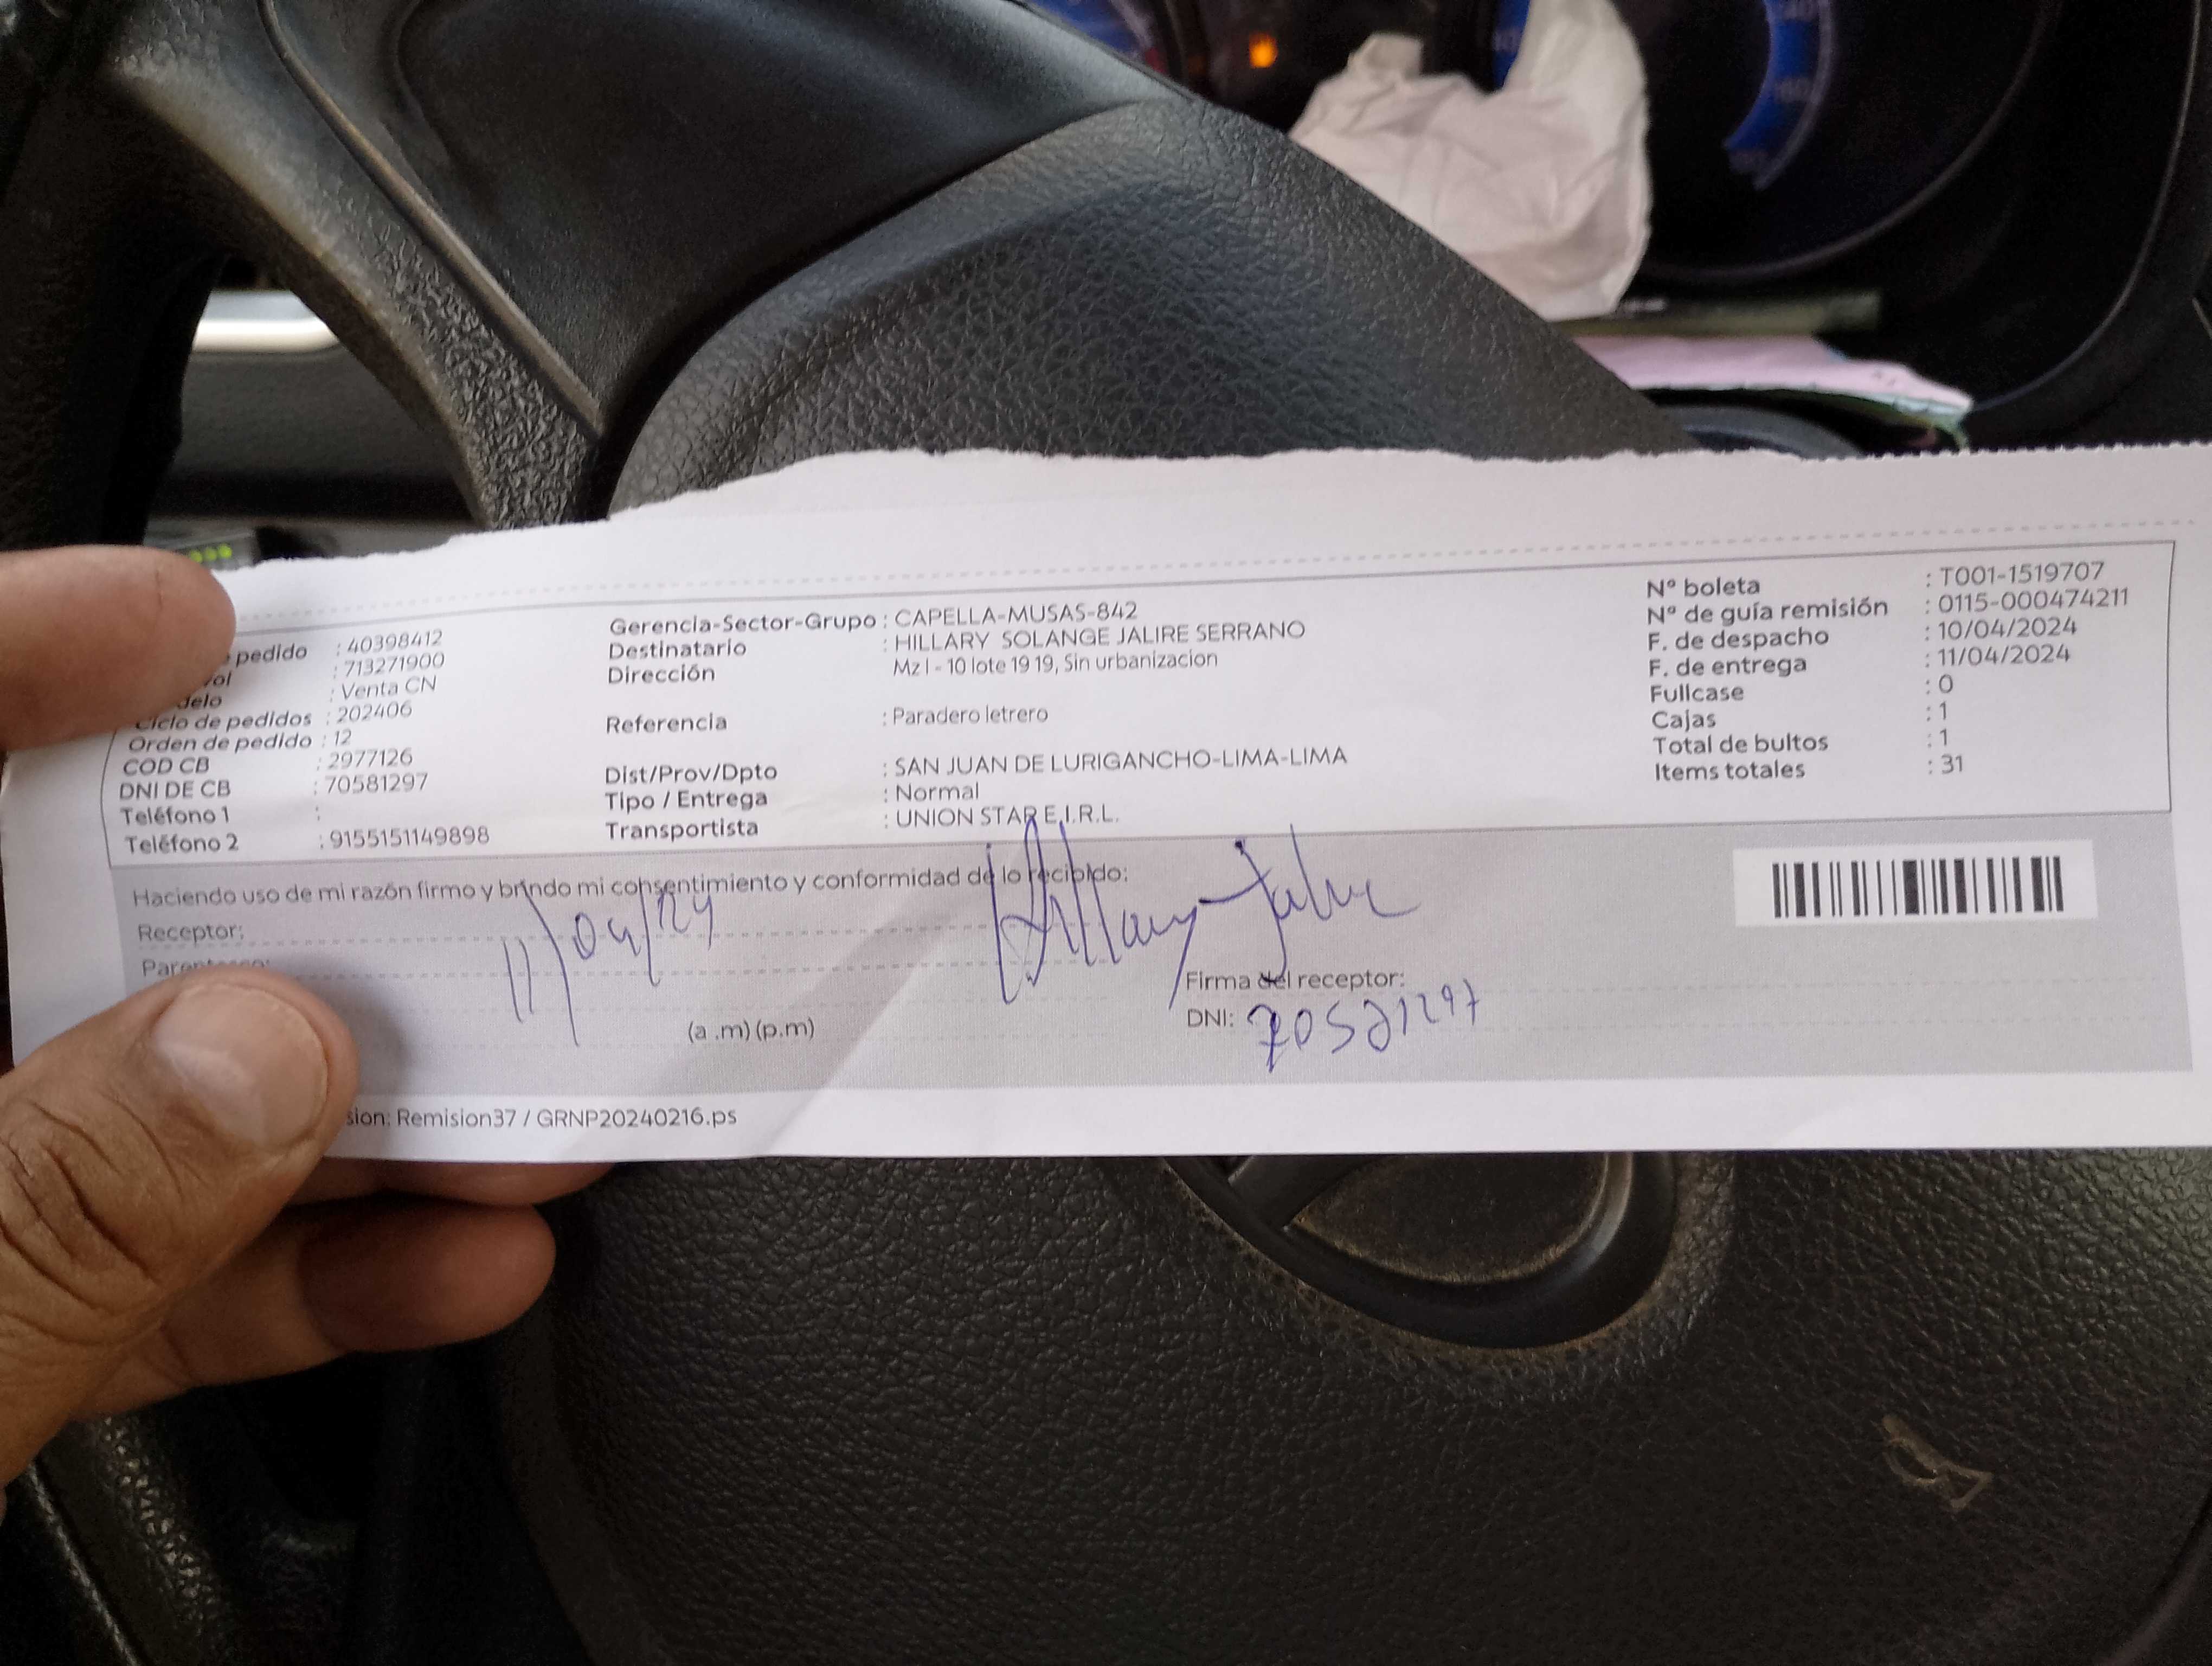 pedido : 40398412
: 713271900
delo : Venta CN
Ciclo de pedidos : 202406
Orden de pedido : 12
COD CB : 2977126
DNI DE CB : 70581297
Teléfono 1 :
Teléfono 2 : 9155151149898
Gerencia-Sector-Grupo : CAPELLA-MUSAS-842
Destinatario : HILLARY SOLANGE JALIRE SERRANO
Dirección Mz I - 10 lote 19 19, Sin urbanizacion
Referencia : Paradero letrero
Dist/Prov/Dpto : SAN JUAN DE LURIGANCHO-LIMA-LIMA
Tipo / Entrega : Normal
Transportista : UNION STAR E.I.R.L.
Nº boleta : T001-1519707
Nº de guía remisión : 0115-000474211
F. de despacho : 10/04/2024
F. de entrega : 11/04/2024
Fullcase : 0
Cajas : 1
Total de bultos : 1
Items totales : 31
Haciendo uso de mi razón firmo y brindo mi consentimiento y conformidad de lo recibido:
Receptor:
11/04/24
Hillary Jalire
Parentesco:
Firma del receptor:
(a .m) (p.m)
DNI: 70581297
sion: Remision37 / GRNP20240216.ps